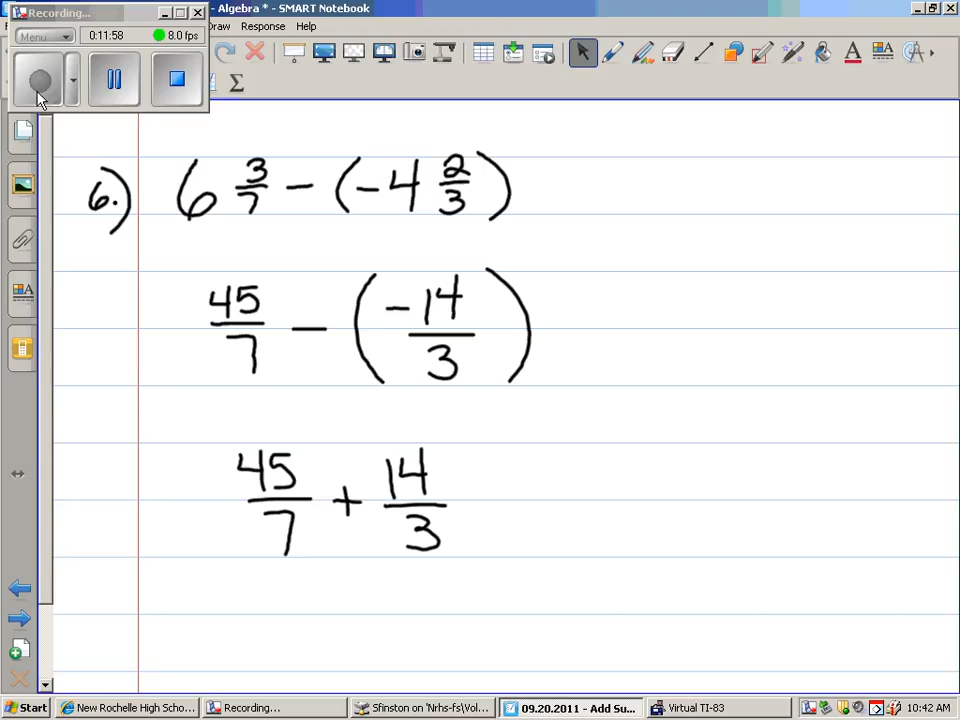 Recording...
- Algebra * - SMART Notebook
Menu
0:11:58
8.0 fps
Draw Response Help
6.) 6 3/7 - (-4 2/3)
45/7 - (-14/3)
45/7 + 14/3
Start
New Rochelle High Scho...
Recording...
Sfinston on 'Nrhs-fs\Vol...
09.20.2011 - Add Su...
Virtual TI-83
10:42 AM